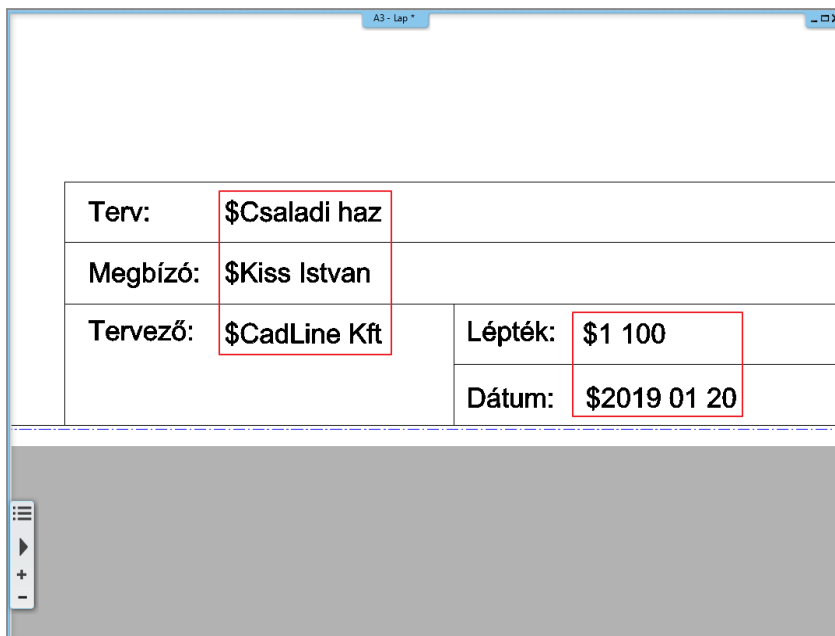 A3 - Lap *
Terv: $Csaladi haz
Megbízó: $Kiss Istvan
Tervező: $CadLine Kft
Lépték: $1 100
Dátum: $2019 01 20